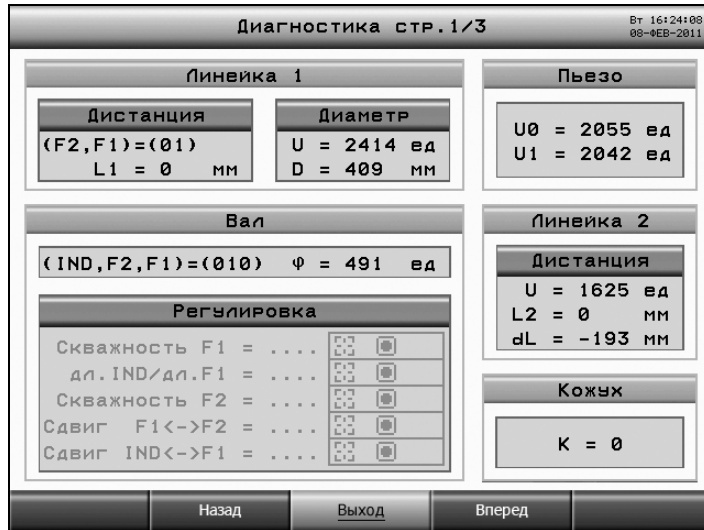 Диагностика стр.1/3
Вт 16:24:08
08-ФЕВ-2011
Линейка 1
Дистанция
(F2,F1)=(01)
L1 = 0 мм
Диаметр
U = 2414 ед
D = 409 мм
Пьезо
U0 = 2055 ед
U1 = 2042 ед
Вал
(IND,F2,F1)=(010) φ = 491 ед
Регулировка
Скважность F1 = ....
дл.IND/дл.F1 = ....
Скважность F2 = ....
Сдвиг F1<->F2 = ....
Сдвиг IND<->F1 = ....
Линейка 2
Дистанция
U = 1625 ед
L2 = 0 мм
dL = -193 мм
Кожух
K = 0
Назад
Выход
Вперед